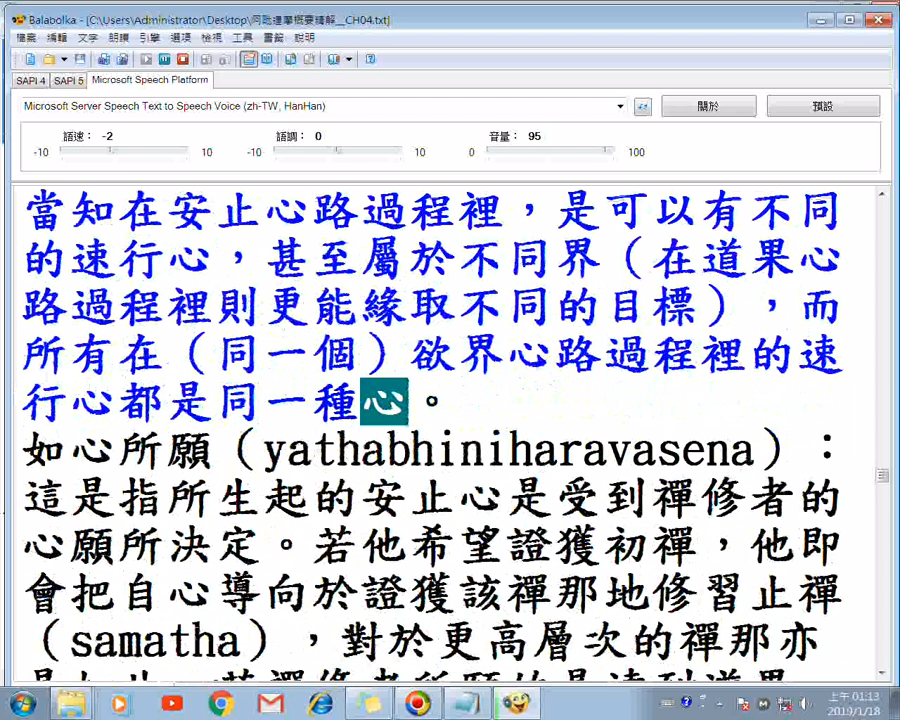 Balabolka - [C:\Users\Administrator\Desktop\阿毗達摩概要精解__CH04.txt]
檔案 編輯 文字 朗讀 引擎 選項 檢視 工具 書籤 說明
SAPI 4 SAPI 5 Microsoft Speech Platform
Microsoft Server Speech Text to Speech Voice (zh-TW, HanHan) 關於 預設
語速： -2 語調： 0 音量： 95
-10 10 -10 10 0 100
當知在安止心路過程裡，是可以有不同
的速行心，甚至屬於不同界（在道果心
路過程裡則更能緣取不同的目標），而
所有在（同一個）欲界心路過程裡的速
行心都是同一種心。
如心所願（yathabhiniharavasena）：
這是指所生起的安止心是受到禪修者的
心願所決定。若他希望證獲初禪，他即
會把自心導向於證獲該禪那地修習止禪
（samatha），對於更高層次的禪那亦
上午 01:13
2019/1/18